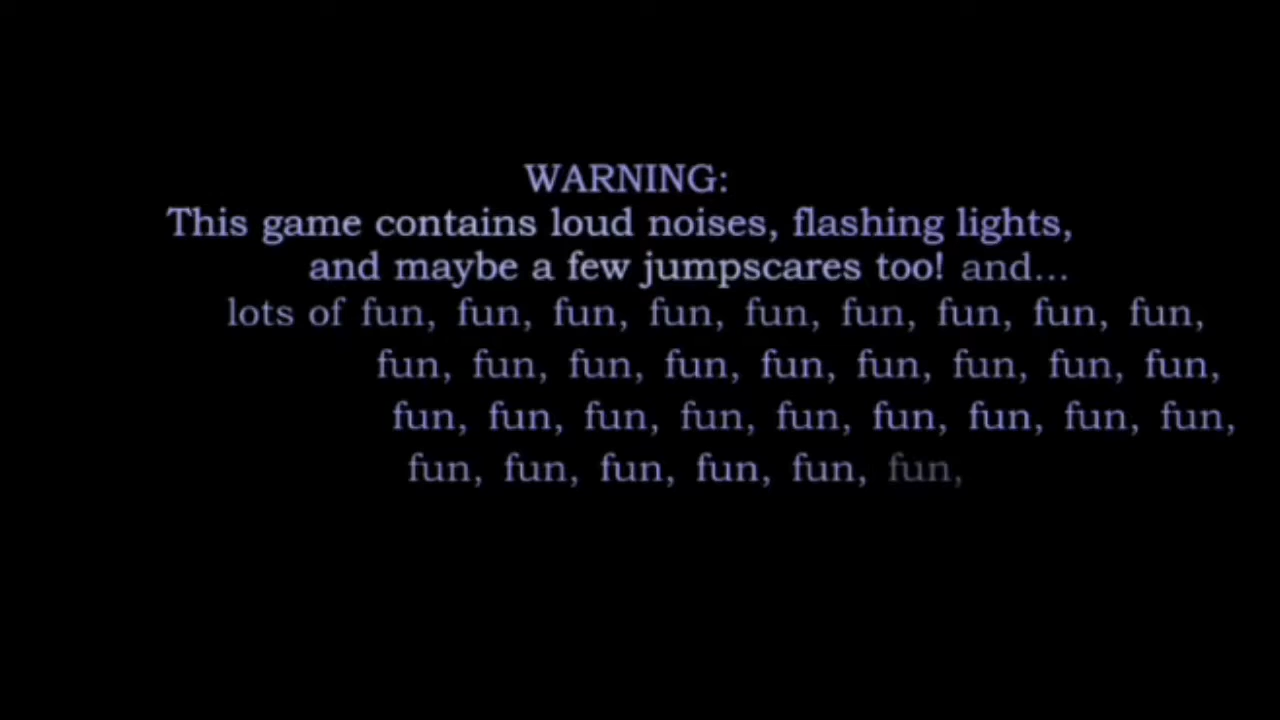 WARNING:
This game contains loud noises, flashing lights,
and maybe a few jumpscares too! and...
lots of fun, fun, fun, fun, fun, fun, fun, fun, fun,
fun, fun, fun, fun, fun, fun, fun, fun, fun,
fun, fun, fun, fun, fun, fun, fun, fun, fun,
fun, fun, fun, fun, fun, fun,